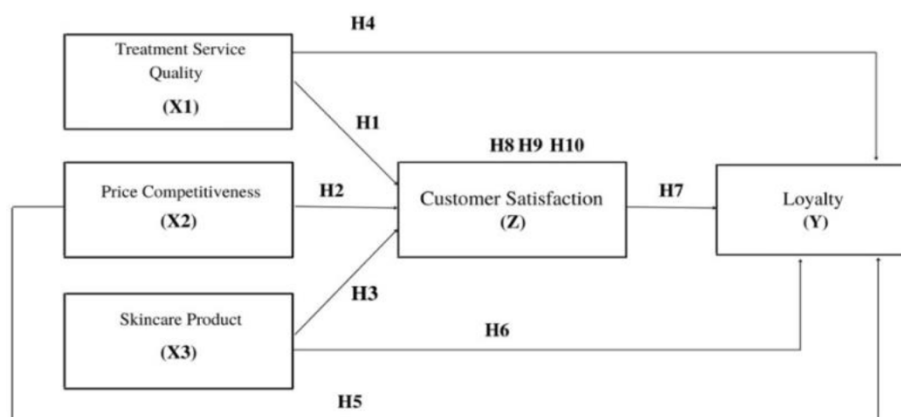 H4
Treatment Service
Quality
(X1)
H1
H8 H9 H10
Price Competitiveness
(X2)
H2
Customer Satisfaction
(Z)
H7
Loyalty
(Y)
H3
Skincare Product
(X3)
H6
H5